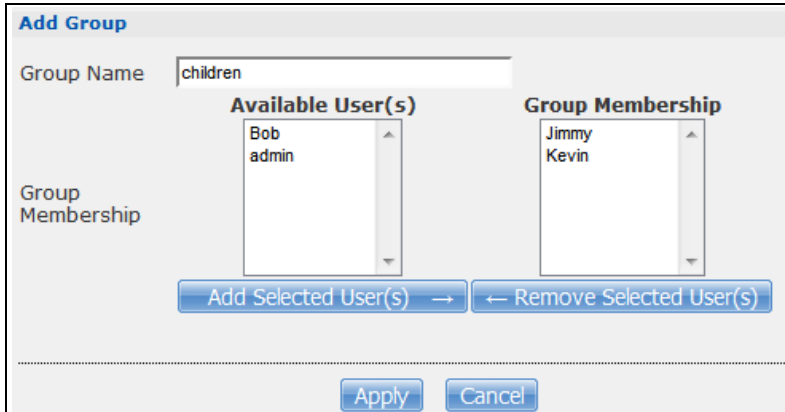 Add Group
Group Name
children
Available User(s)
Group Membership
Group
Membership
Bob
admin
Jimmy
Kevin
Add Selected User(s) →
← Remove Selected User(s)
Apply
Cancel